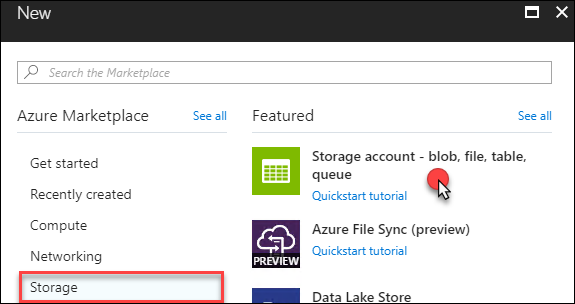 New
Search the Marketplace
Azure Marketplace
See all
Get started
Recently created
Compute
Networking
Storage
Featured
See all
Storage account - blob, file, table,
queue
Quickstart tutorial
PREVIEW
Azure File Sync (preview)
Quickstart tutorial
Data Lake Store